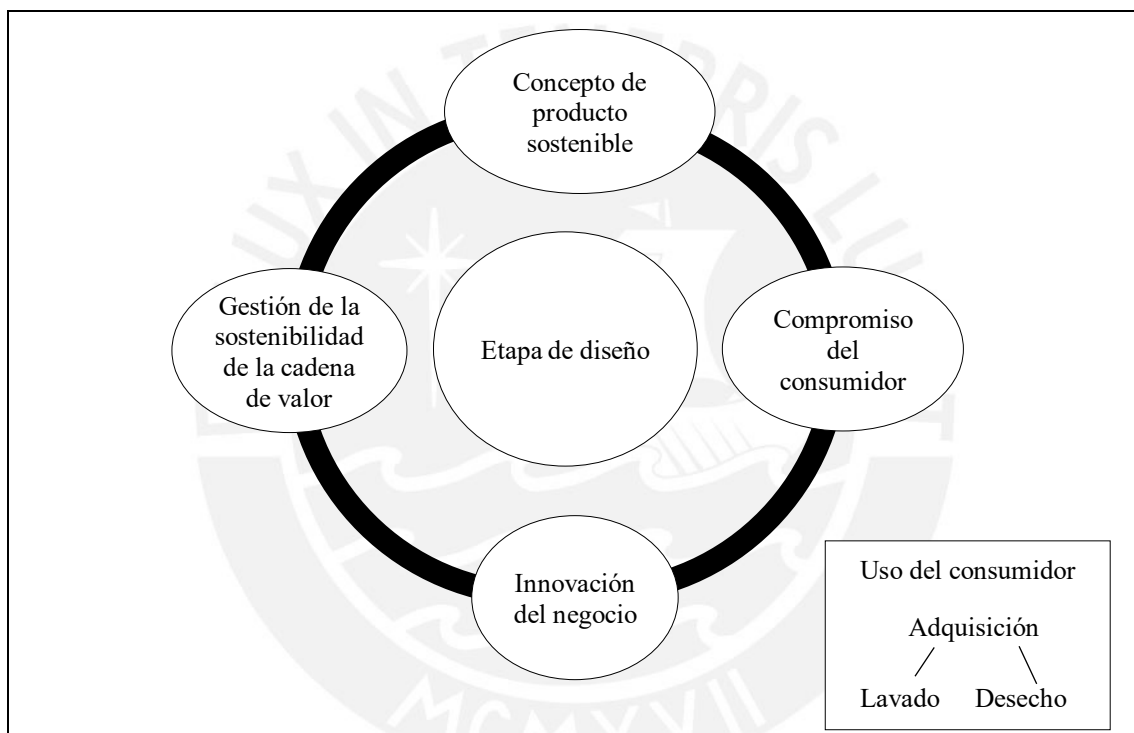 Concepto de
producto
sostenible
Gestión de la
sostenibilidad
de la cadena
de valor
Etapa de diseño
Compromiso
del
consumidor
Innovación
del negocio
Uso del consumidor
Adquisición
Lavado Desecho
MCMXVII